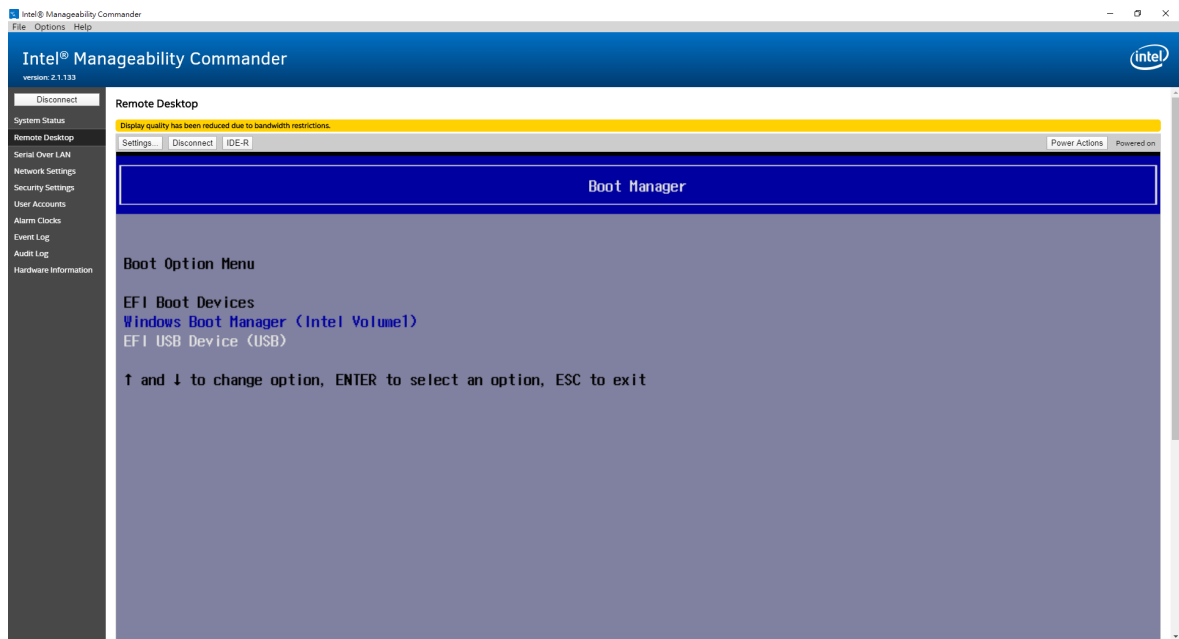 Intel® Manageability Commander
File Options Help
Intel® Manageability Commander
version: 2.1.133
intel
Disconnect
System Status
Remote Desktop
Serial Over LAN
Network Settings
Security Settings
User Accounts
Alarm Clocks
Event Log
Audit Log
Hardware Information
Remote Desktop
Display quality has been reduced due to bandwidth restrictions.
Settings... Disconnect IDE-R Power Actions Powered on
Boot Manager
Boot Option Menu
EFI Boot Devices
Windows Boot Manager (Intel Volume1)
EFI USB Device (USB)
↑ and ↓ to change option, ENTER to select an option, ESC to exit